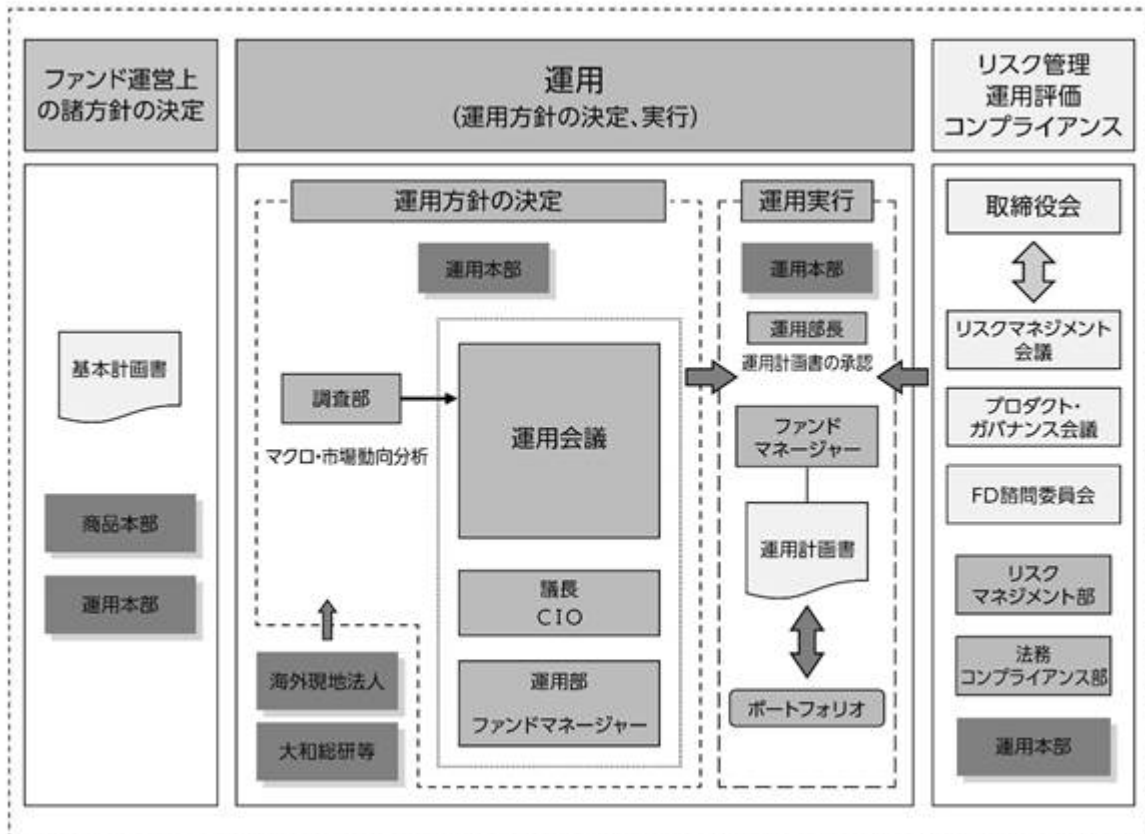 ファンド運営上
の諸方針の決定
運用
(運用方針の決定、実行)
リスク管理
運用評価
コンプライアンス
基本計画書
商品本部
運用本部
運用方針の決定
運用本部
調査部
マクロ・市場動向分析
運用会議
議長
CIO
運用部
ファンドマネージャー
海外現地法人
大和総研等
運用実行
運用本部
運用部長
運用計画書の承認
ファンド
マネージャー
運用計画書
ポートフォリオ
取締役会
リスクマネジメント
会議
プロダクト・
ガバナンス会議
FD諮問委員会
リスク
マネジメント部
法務
コンプライアンス部
運用本部